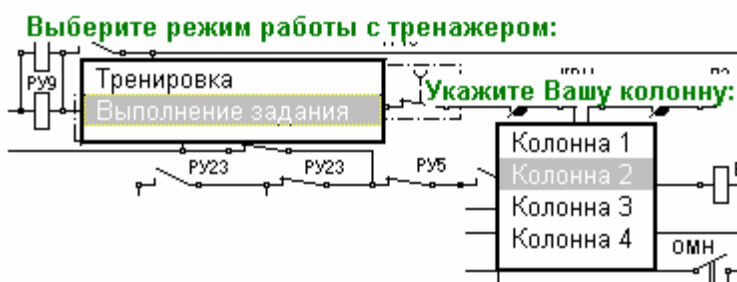 Выберите режим работы с тренажером:
РУ9
Тренировка
Выполнение задания
Укажите Вашу колонну:
Колонна 1
Колонна 2
Колонна 3
Колонна 4
РУ23
РУ23
РУ5
ОМН